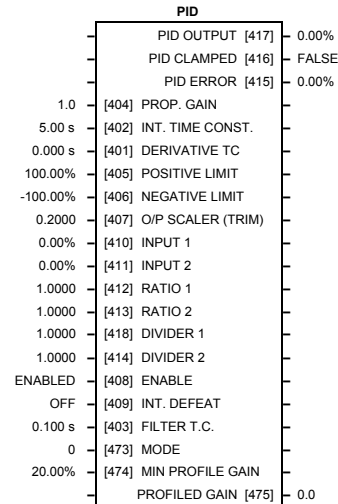 PID
PID OUTPUT [417] 0.00%
PID CLAMPED [416] FALSE
PID ERROR [415] 0.00%
1.0 [404] PROP. GAIN
5.00 s [402] INT. TIME CONST.
0.000 s [401] DERIVATIVE TC
100.00% [405] POSITIVE LIMIT
-100.00% [406] NEGATIVE LIMIT
0.2000 [407] O/P SCALER (TRIM)
0.00% [410] INPUT 1
0.00% [411] INPUT 2
1.0000 [412] RATIO 1
1.0000 [413] RATIO 2
1.0000 [418] DIVIDER 1
1.0000 [414] DIVIDER 2
ENABLED [408] ENABLE
OFF [409] INT. DEFEAT
0.100 s [403] FILTER T.C.
0 [473] MODE
20.00% [474] MIN PROFILE GAIN
PROFILED GAIN [475] 0.0